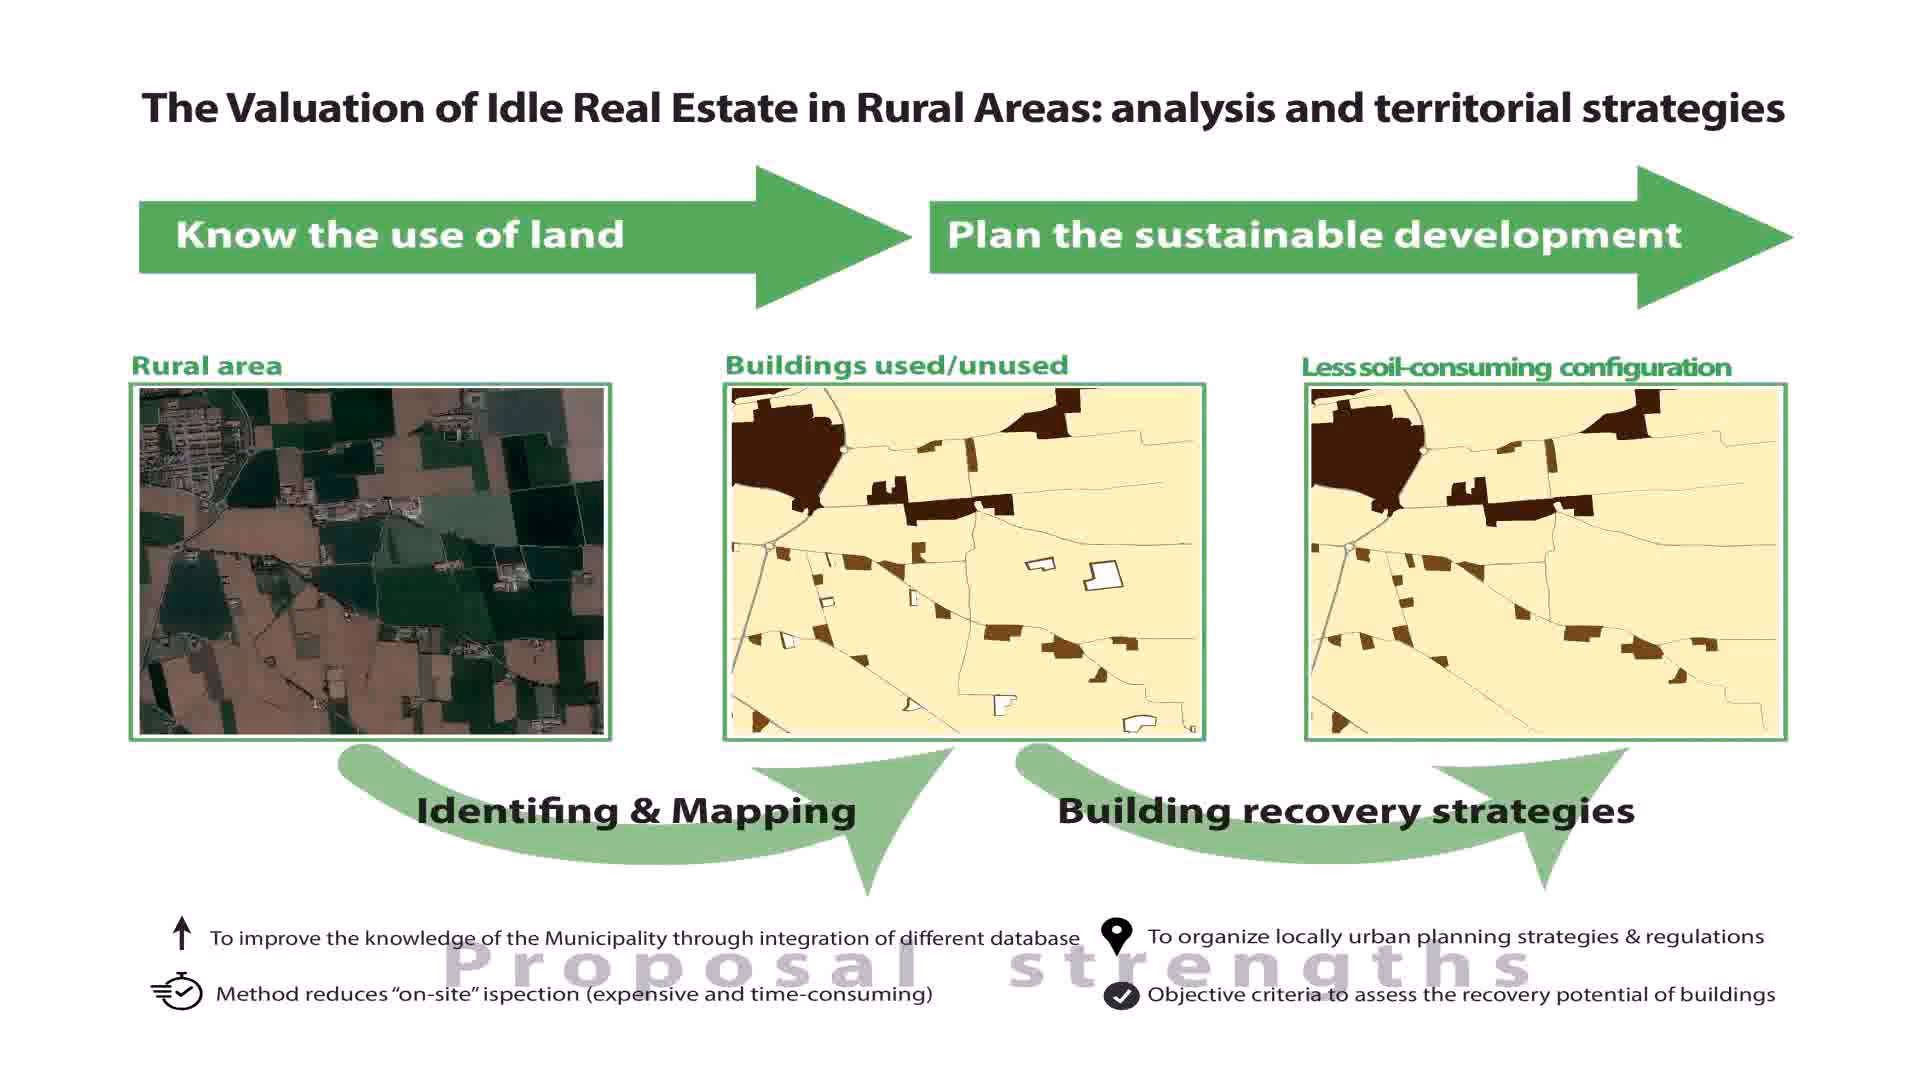 The Valuation of Idle Real Estate in Rural Areas: analysis and territorial strategies
Know the use of land
Plan the sustainable development
Rural area
Buildings used/unused
Less soil-consuming configuration
Identifing & Mapping
Building recovery strategies
Proposal strengths
To improve the knowledge of the Municipality through integration of different database
To organize locally urban planning strategies & regulations
Method reduces “on-site” ispection (expensive and time-consuming)
Objective criteria to assess the recovery potential of buildings